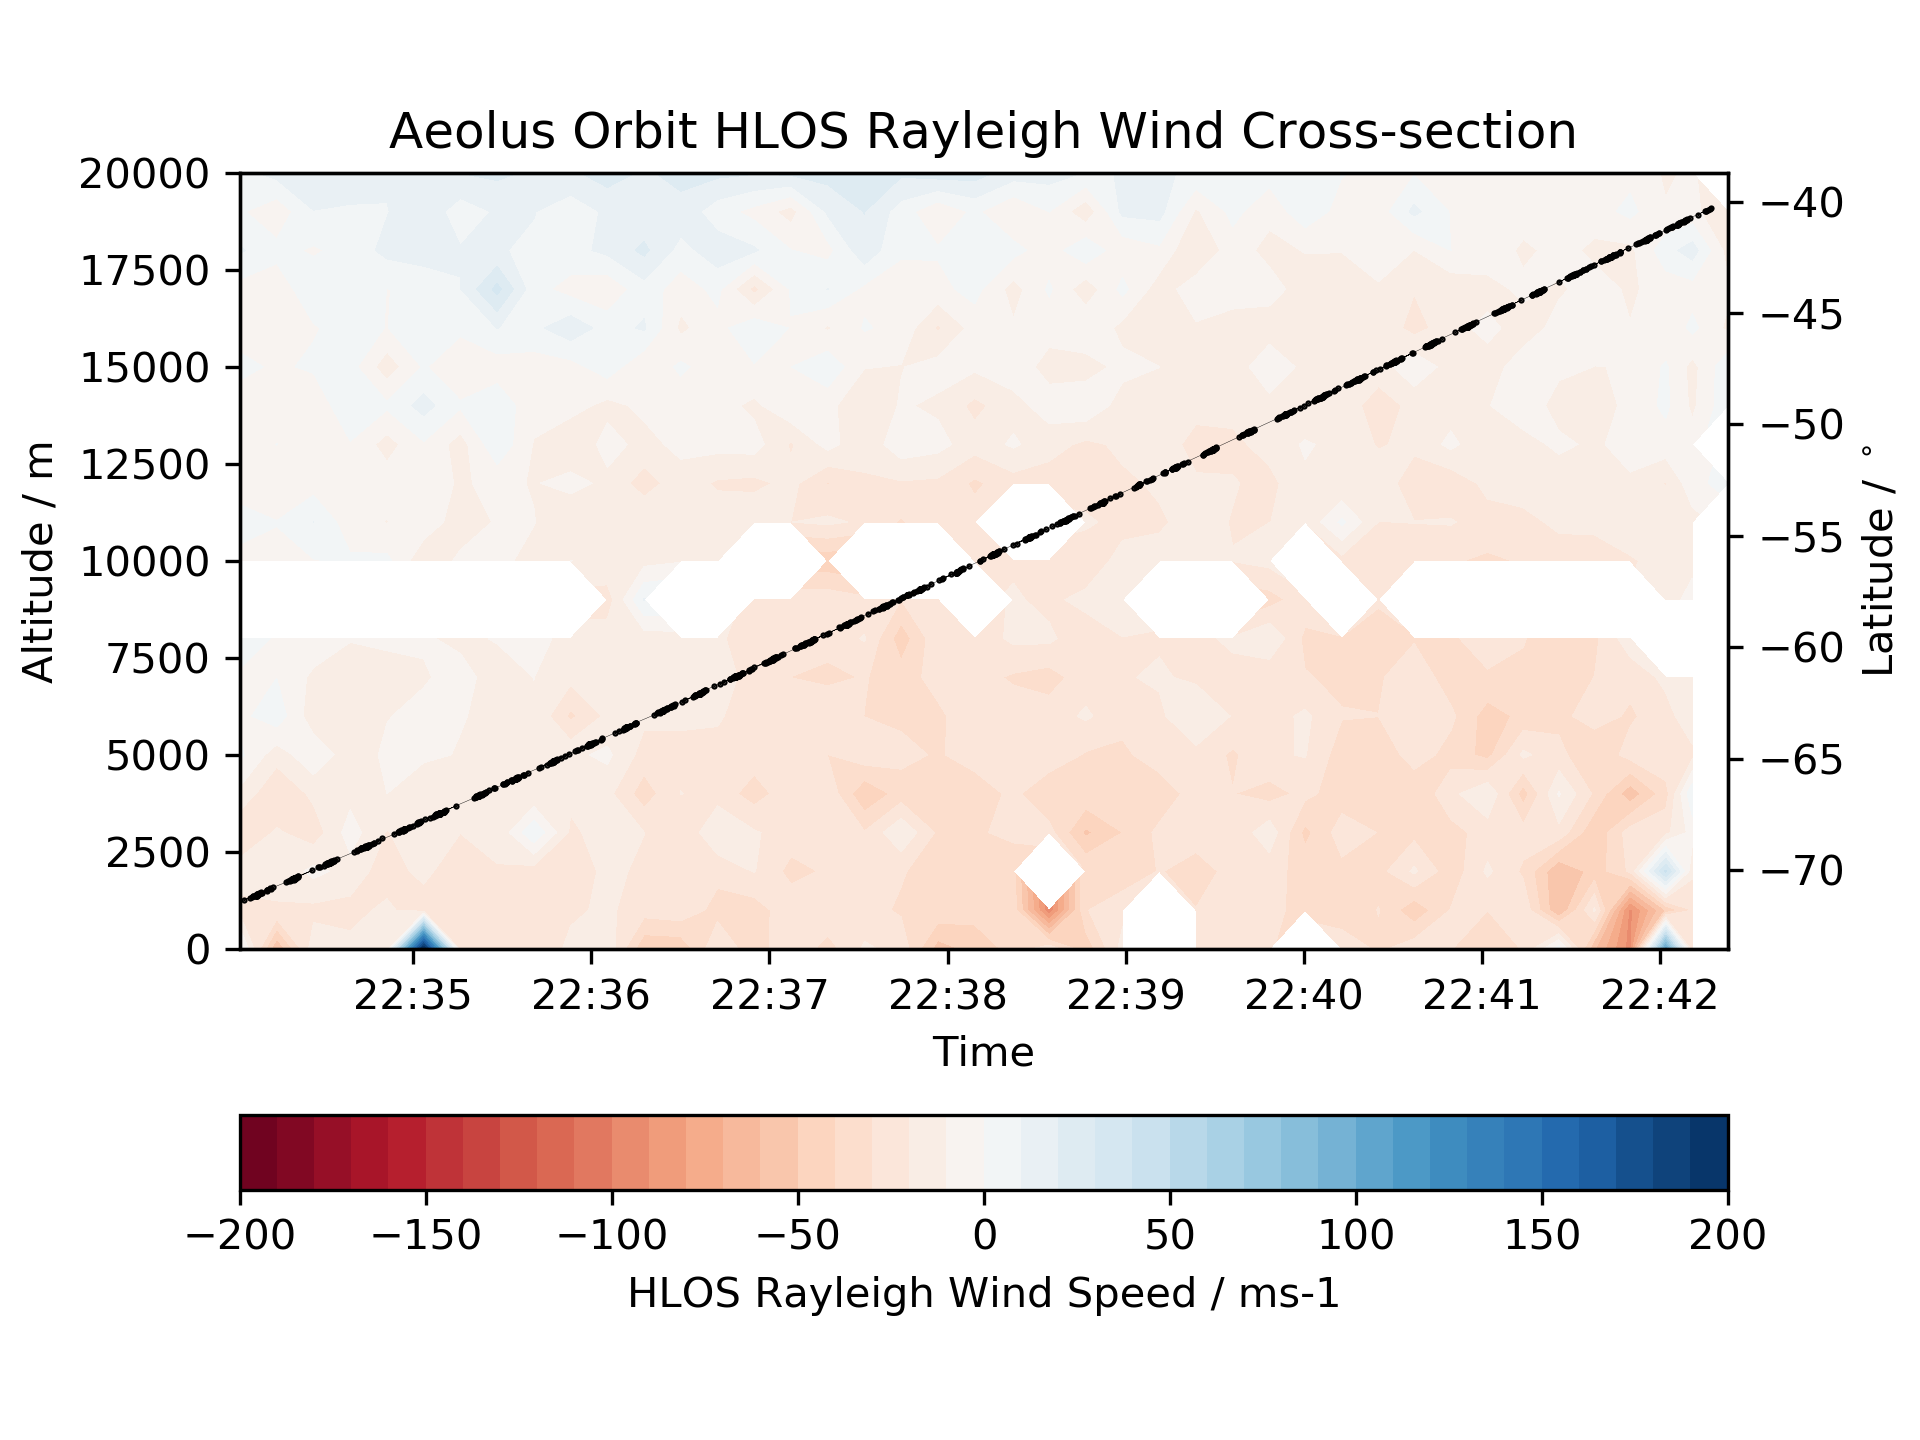 Aeolus Orbit HLOS Rayleigh Wind Cross-section
20000
17500
15000
12500
10000
7500
5000
2500
0
Altitude / m
−40
−45
−50
−55
−60
−65
−70
Latitude / °
22:35 22:36 22:37 22:38 22:39 22:40 22:41 22:42
Time
−200 −150 −100 −50 0 50 100 150 200
HLOS Rayleigh Wind Speed / ms-1